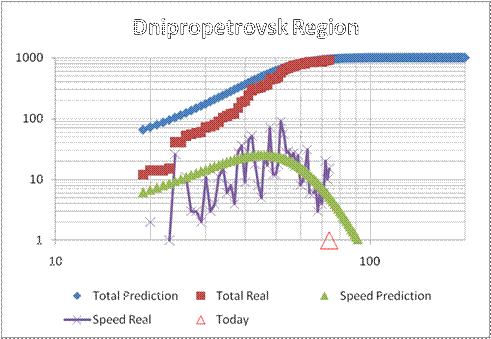 Dnipropetrovsk Region
1000
100
10
1
10 100
Total Prediction Total Real Speed Prediction
Speed Real Today